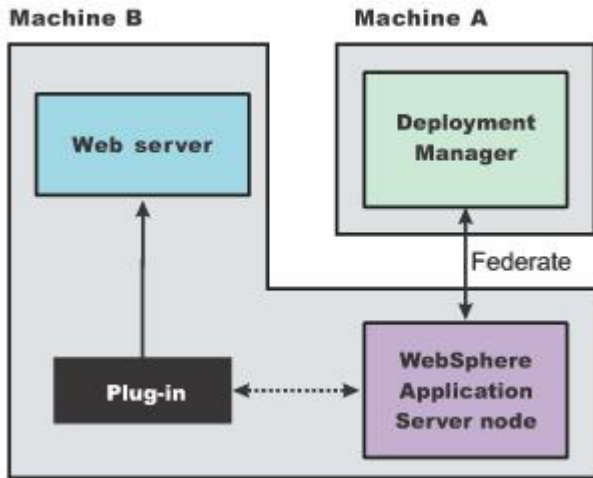 Machine B
Machine A
Web server
Deployment
Manager
Federate
Plug-in
WebSphere
Application
Server node